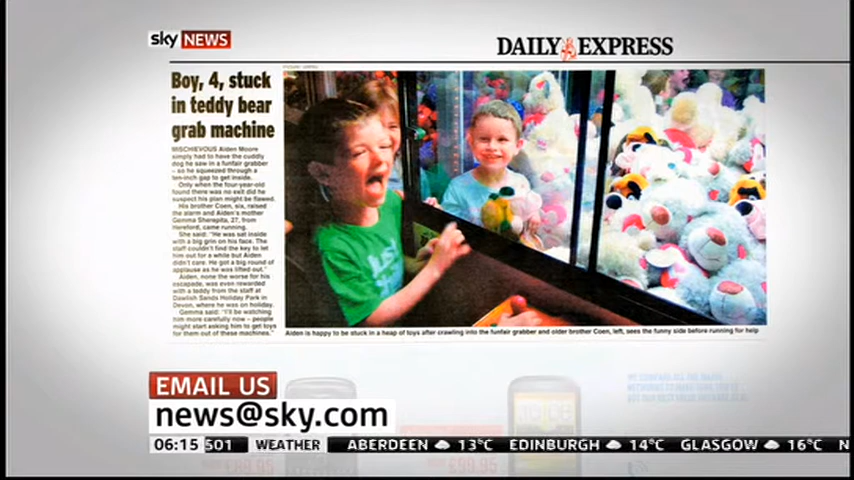 sky NEWS
DAILY EXPRESS
Boy, 4, stuck
in teddy bear
grab machine
MISCHIEVOUS Aiden Moore
simply had to have the cuddly
dog he saw in a funfair grabber
– so he squeezed through a
ten-inch gap to get inside.
Only when the four-year-old
found there was no exit did he
suspect his plan might be flawed.
His brother Coen, six, raised
the alarm and Aiden's mother
Gemma Sherapita, 27, from
Hereford, came running.
She said: "He was sat inside
with a big grin on his face. The
staff couldn't find the key to let
him out for a while but Aiden
didn't care. He got a big round of
applause as he was lifted out."
Aiden, none the worse for his
escapade, was even rewarded
with a teddy from the staff at
Dawlish Sands Holiday Park in
Devon, where he was on holiday.
Gemma said: "I'll be watching
him more carefully now – people
might start asking him to get toys
for them out of these machines."
Aiden is happy to be stuck in a heap of toys after crawling into the funfair grabber and older brother Coen, left, sees the funny side before running for help
EMAIL US
news@sky.com
06:15 501 WEATHER ABERDEEN 13°C EDINBURGH 14°C GLASGOW 16°C N